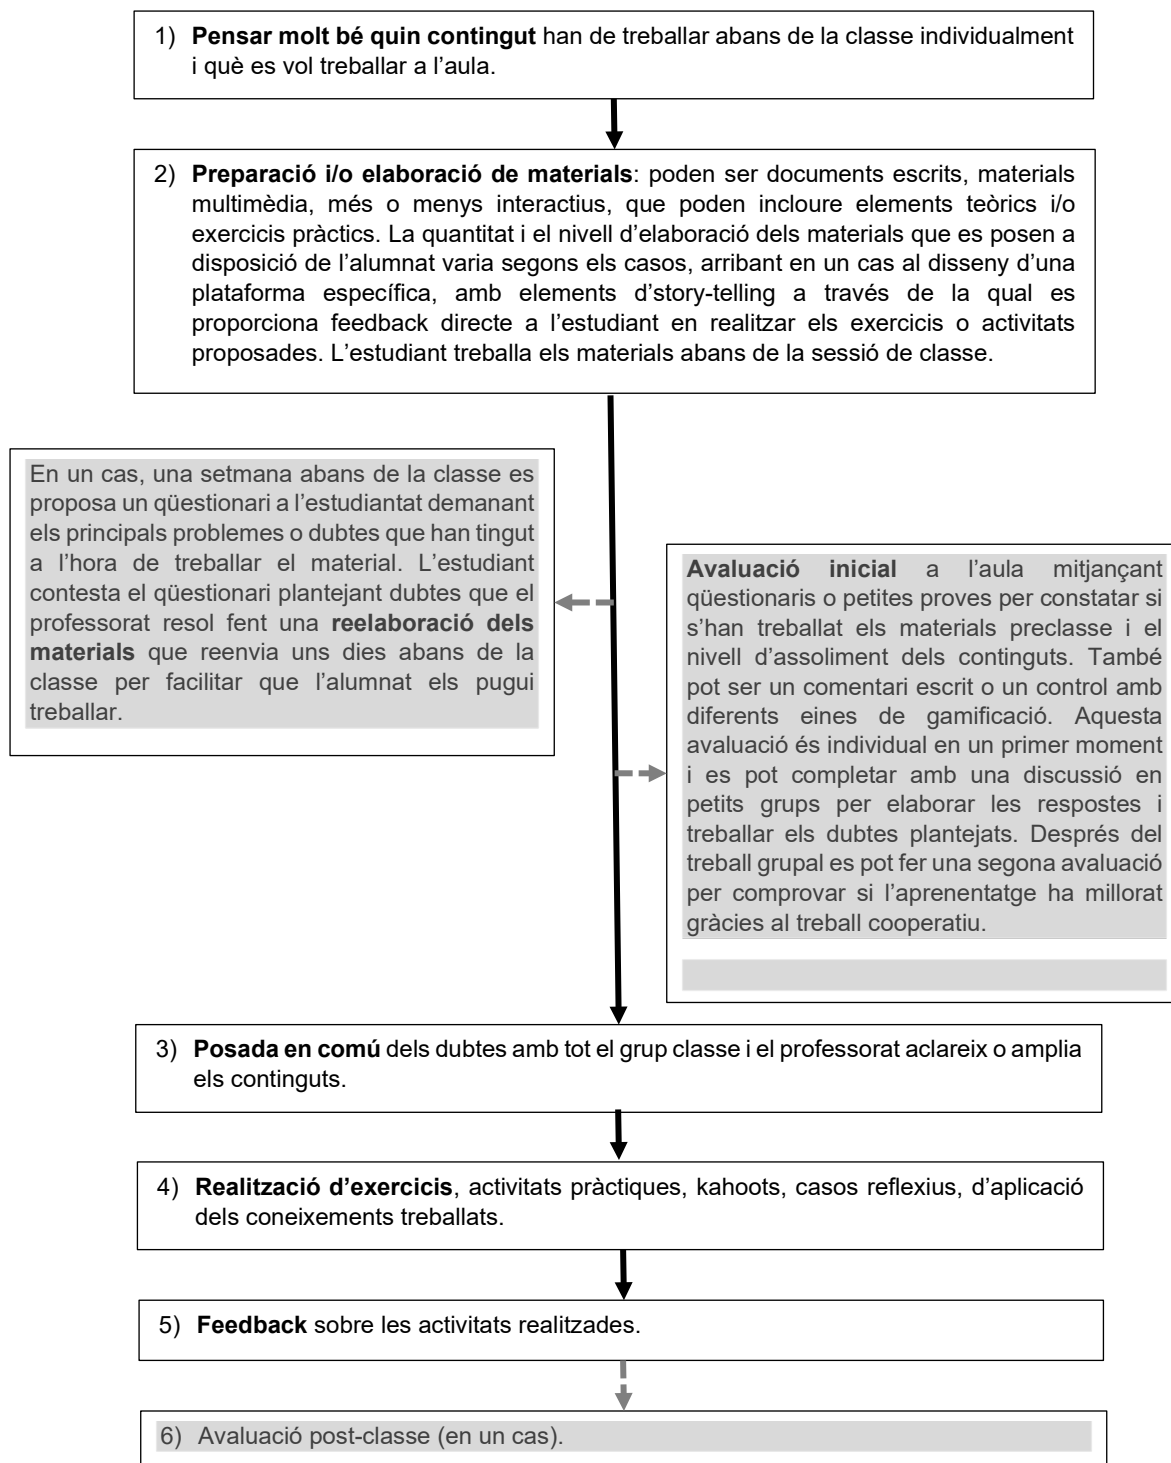 1) Pensar molt bé quin contingut han de treballar abans de la classe individualment
i què es vol treballar a l’aula.
2) Preparació i/o elaboració de materials: poden ser documents escrits, materials
multimèdia, més o menys interactius, que poden incloure elements teòrics i/o
exercicis pràctics. La quantitat i el nivell d’elaboració dels materials que es posen a
disposició de l’alumnat varia segons els casos, arribant en un cas al disseny d’una
plataforma específica, amb elements d’story-telling a través de la qual es
proporciona feedback directe a l’estudiant en realitzar els exercicis o activitats
proposades. L’estudiant treballa els materials abans de la sessió de classe.
En un cas, una setmana abans de la classe es
proposa un qüestionari a l’estudiantat demanant
els principals problemes o dubtes que han tingut
a l’hora de treballar el material. L’estudiant
contesta el qüestionari plantejant dubtes que el
professorat resol fent una reelaboració dels
materials que reenvia uns dies abans de la
classe per facilitar que l’alumnat els pugui
treballar.
Avaluació inicial a l’aula mitjançant
qüestionaris o petites proves per constatar si
s’han treballat els materials preclasse i el
nivell d’assoliment dels continguts. També
pot ser un comentari escrit o un control amb
diferents eines de gamificació. Aquesta
avaluació és individual en un primer moment
i es pot completar amb una discussió en
petits grups per elaborar les respostes i
treballar els dubtes plantejats. Després del
treball grupal es pot fer una segona avaluació
per comprovar si l’aprenentatge ha millorat
gràcies al treball cooperatiu.
3) Posada en comú dels dubtes amb tot el grup classe i el professorat aclareix o amplia
els continguts.
4) Realització d’exercicis, activitats pràctiques, kahoots, casos reflexius, d’aplicació
dels coneixements treballats.
5) Feedback sobre les activitats realitzades.
6) Avaluació post-classe (en un cas).